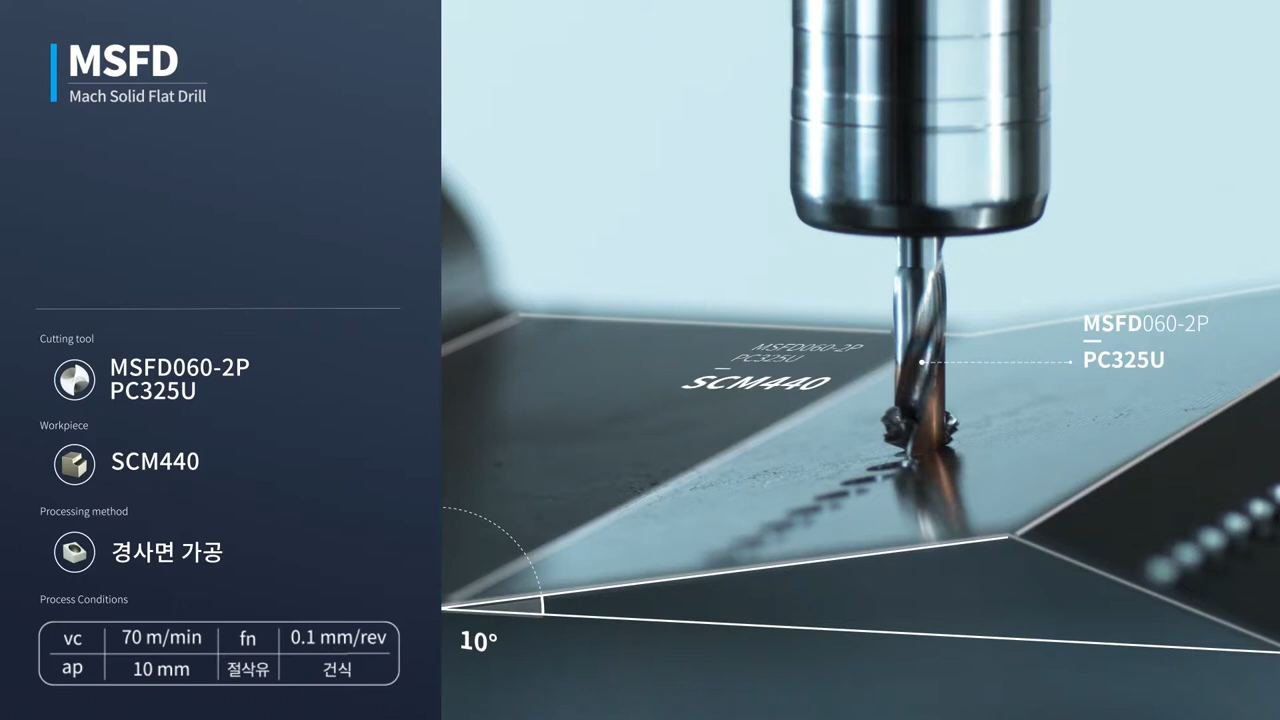 MSFD
Mach Solid Flat Drill
Cutting tool
MSFD060-2P
PC325U
Workpiece
SCM440
Processing method
경사면 가공
Process Conditions
vc 70 m/min fn 0.1 mm/rev
ap 10 mm 절삭유 건식
MSFD060-2P
PC325U
SCM440
MSFD060-2P
PC325U
10°